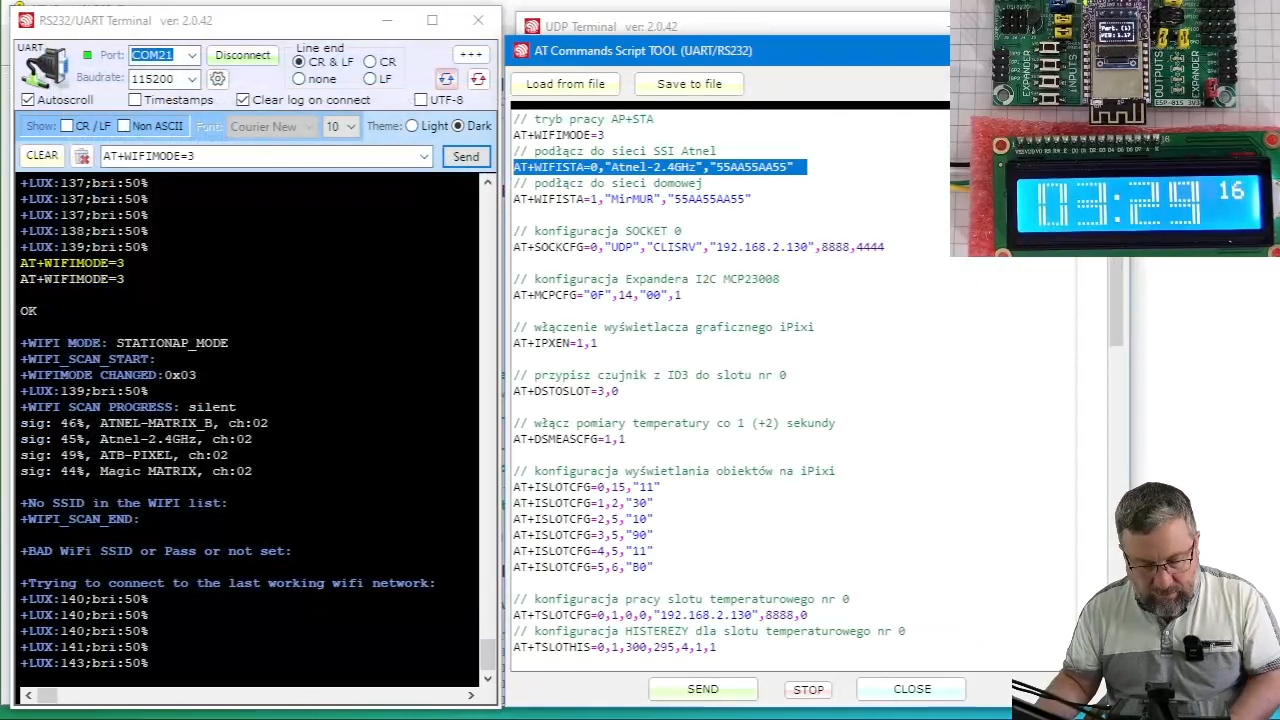 RS232/UART Terminal ver: 2.0.42
UART
Port: COM21
Disconnect
Baudrate: 115200
Line end
CR & LF
CR
none
LF
+++
Autoscroll
Timestamps
Clear log on connect
UTF-8
Show:
CR / LF
Non ASCII
Font:
Courier New
10
Theme:
Light
Dark
CLEAR
AT+WIFIMODE=3
Send
+LUX:137;bri:50%
+LUX:137;bri:50%
+LUX:137;bri:50%
+LUX:138;bri:50%
+LUX:139;bri:50%
AT+WIFIMODE=3
AT+WIFIMODE=3
OK
+WIFI MODE: STATIONAP_MODE
+WIFI_SCAN_START:
+WIFIMODE CHANGED:0x03
+LUX:139;bri:50%
+WIFI SCAN PROGRESS: silent
sig: 46%, ATNEL-MATRIX_B, ch:02
sig: 45%, Atnel-2.4GHz, ch:02
sig: 49%, ATB-PIXEL, ch:02
sig: 44%, Magic MATRIX, ch:02
+No SSID in the WIFI list:
+WIFI_SCAN_END:
+BAD WiFi SSID or Pass or not set:
+Trying to connect to the last working wifi network:
+LUX:140;bri:50%
+LUX:140;bri:50%
+LUX:140;bri:50%
+LUX:141;bri:50%
+LUX:143;bri:50%
UDP Terminal ver: 2.0.42
AT Commands Script TOOL (UART/RS232)
Load from file
Save to file
// tryb pracy AP+STA
AT+WIFIMODE=3
// podłącz do sieci SSI Atnel
AT+WIFISTA=0,"Atnel-2.4GHz","55AA55AA55"
// podłącz do sieci domowej
AT+WIFISTA=1,"MirMUR","55AA55AA55"
// konfiguracja SOCKET 0
AT+SOCKCFG=0,"UDP","CLISRV","192.168.2.130",8888,4444
// konfiguracja Expandera I2C MCP23008
AT+MCPCFG="0F",14,"00",1
// włączenie wyświetlacza graficznego iPixi
AT+IPXEN=1,1
// przypisz czujnik z ID3 do slotu nr 0
AT+DSTOSLOT=3,0
// włącz pomiary temperatury co 1 (+2) sekundy
AT+DSMEASCFG=1,1
// konfiguracja wyświetlania obiektów na iPixi
AT+ISLOTCFG=0,15,"11"
AT+ISLOTCFG=1,2,"30"
AT+ISLOTCFG=2,5,"10"
AT+ISLOTCFG=3,5,"90"
AT+ISLOTCFG=4,5,"11"
AT+ISLOTCFG=5,6,"B0"
// konfiguracja pracy slotu temperaturowego nr 0
AT+TSLOTCFG=0,1,0,0,"192.168.2.130",8888,0
// konfiguracja HISTEREZY dla slotu temperaturowego nr 0
AT+TSLOTHIS=0,1,300,295,4,1,1
SEND
STOP
CLOSE
EXPANDER
INPUTS
OUTPUTS
EXPANDER
ESP-01S 3V3
03:29 16